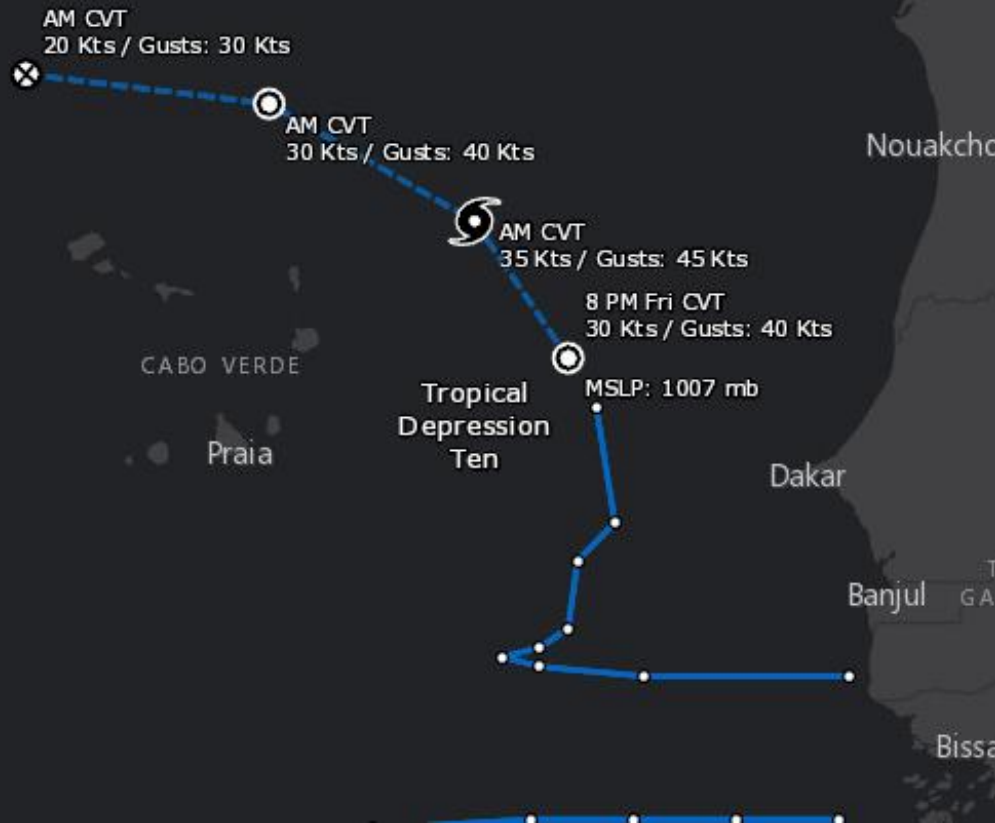 AM CVT
20 Kts / Gusts: 30 Kts
AM CVT
30 Kts / Gusts: 40 Kts
Nouakcho
AM CVT
35 Kts / Gusts: 45 Kts
8 PM Fri CVT
30 Kts / Gusts: 40 Kts
CABO VERDE
MSLP: 1007 mb
Tropical
Depression
Ten
Praia
Dakar
T
Banjul
GA
Bissa